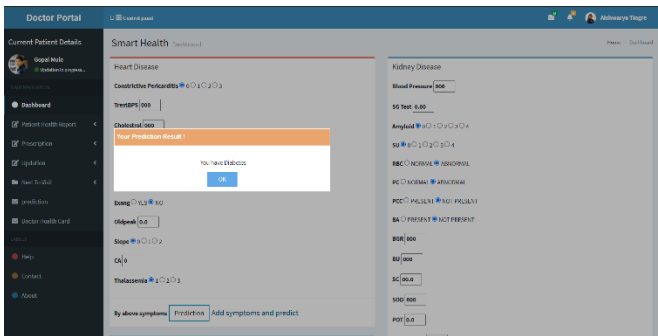 Doctor Portal
Control panel
Aishwarya Tingre
Current Patient Details
Gopal Mule
Smart Health Dashboard
Home > Dashboard
Dashboard
Patient Health Report
Prescription
Updation
Next To Visit
prediction
Doctor Health Card
LABELS
Help
Contact
About
Heart Disease
Constrictive Pericarditis 0 1 2 3
TrestBPS 000
Cholestrol 000
Your Prediction Result !
You have Diabetes
OK
Exang YES NO
Oldpeak 0.0
Slope 0 1 2
CA 0
Thalassemia 1 2 3
By above symptoms Prediction Add symptoms and predict
Kidney Disease
Blood Pressure 000
SG Test 0.00
Amyloid 0 1 2 3 4
SU 0 1 2 3 4
RBC NORMAL ABNORMAL
PC NORMAL ABNORMAL
PCC PRESENT NOT PRESENT
BA PRESENT NOT PRESENT
BGR 000
BU 000
SC 00.0
SOD 000
POT 0.0